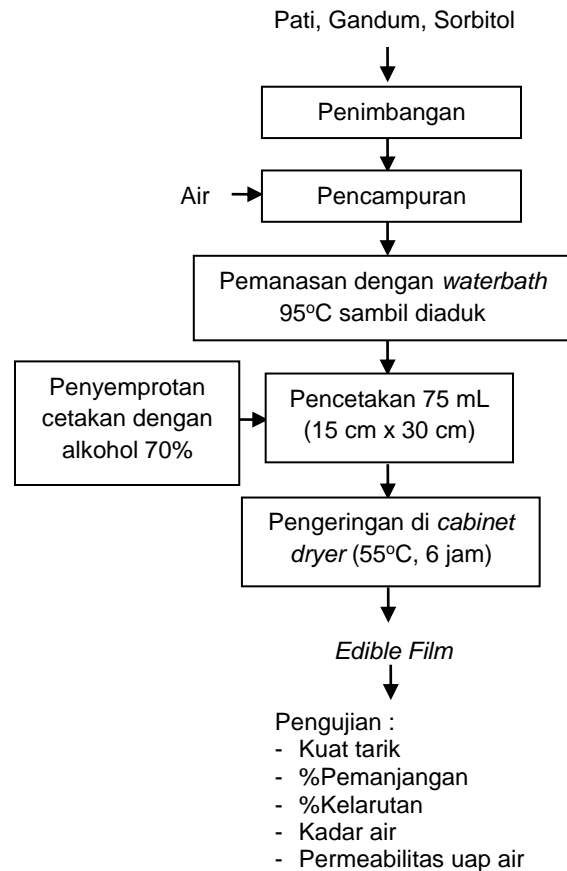 Pati, Gandum, Sorbitol
Penimbangan
Air
Pencampuran
Pemanasan dengan waterbath
95°C sambil diaduk
Penyemprotan
cetakan dengan
alkohol 70%
Pencetakan 75 mL
(15 cm x 30 cm)
Pengeringan di cabinet
dryer (55°C, 6 jam)
Edible Film
Pengujian :
- Kuat tarik
- %Pemanjangan
- %Kelarutan
- Kadar air
- Permeabilitas uap air